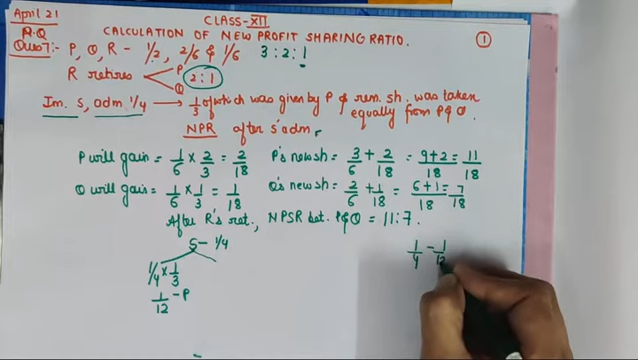 April 21
P.Q
CLASS-XII
CALCULATION OF NEW PROFIT SHARING RATIO.
1
Ques 7:- P, Q, R - 1/2, 2/6 & 1/6 3:2:1
R retires P Q 2:1
Im. S, adm. 1/4 → 1/3 of which was given by P & rem. sh. was taken equally from P & Q.
NPR after S' adm.
P will gain = 1/6 × 2/3 = 2/18 P's new sh = 3/6 + 2/18 = 9+2/18 = 11/18
Q will gain = 1/6 × 1/3 = 1/18 Q's new sh = 2/6 + 1/18 = 6+1/18 = 7/18
After R's ret., NPSR bet. P & Q = 11:7.
S - 1/4
1/4 × 1/3
1/12 - P
1/4 - 1/12